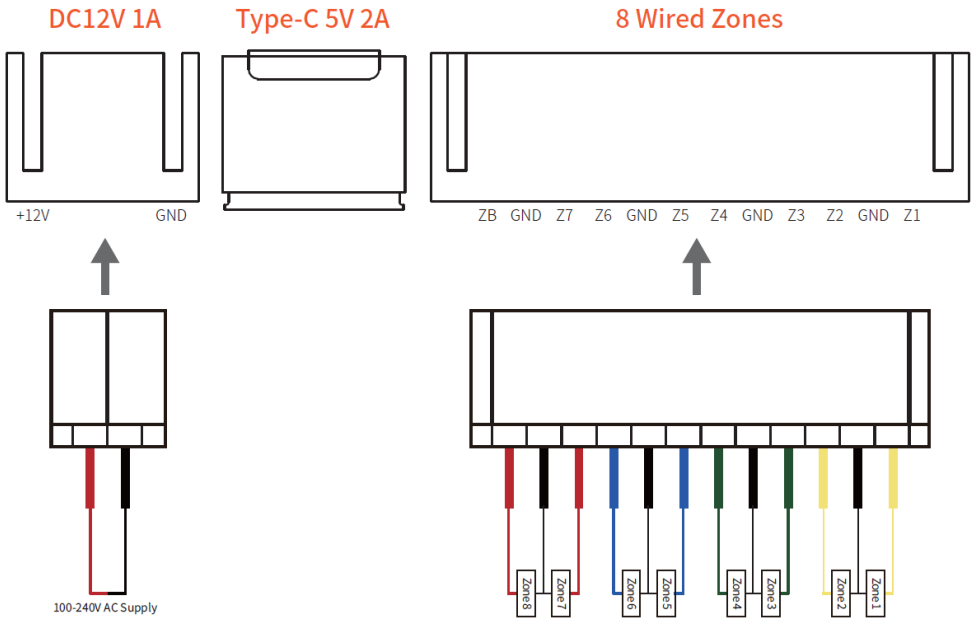 DC12V 1A
Type-C 5V 2A
8 Wired Zones
+12V GND
ZB GND Z7 Z6 GND Z5 Z4 GND Z3 Z2 GND Z1
100-240V AC Supply
Zone8
Zone7
Zone6
Zone5
Zone4
Zone3
Zone2
Zone1